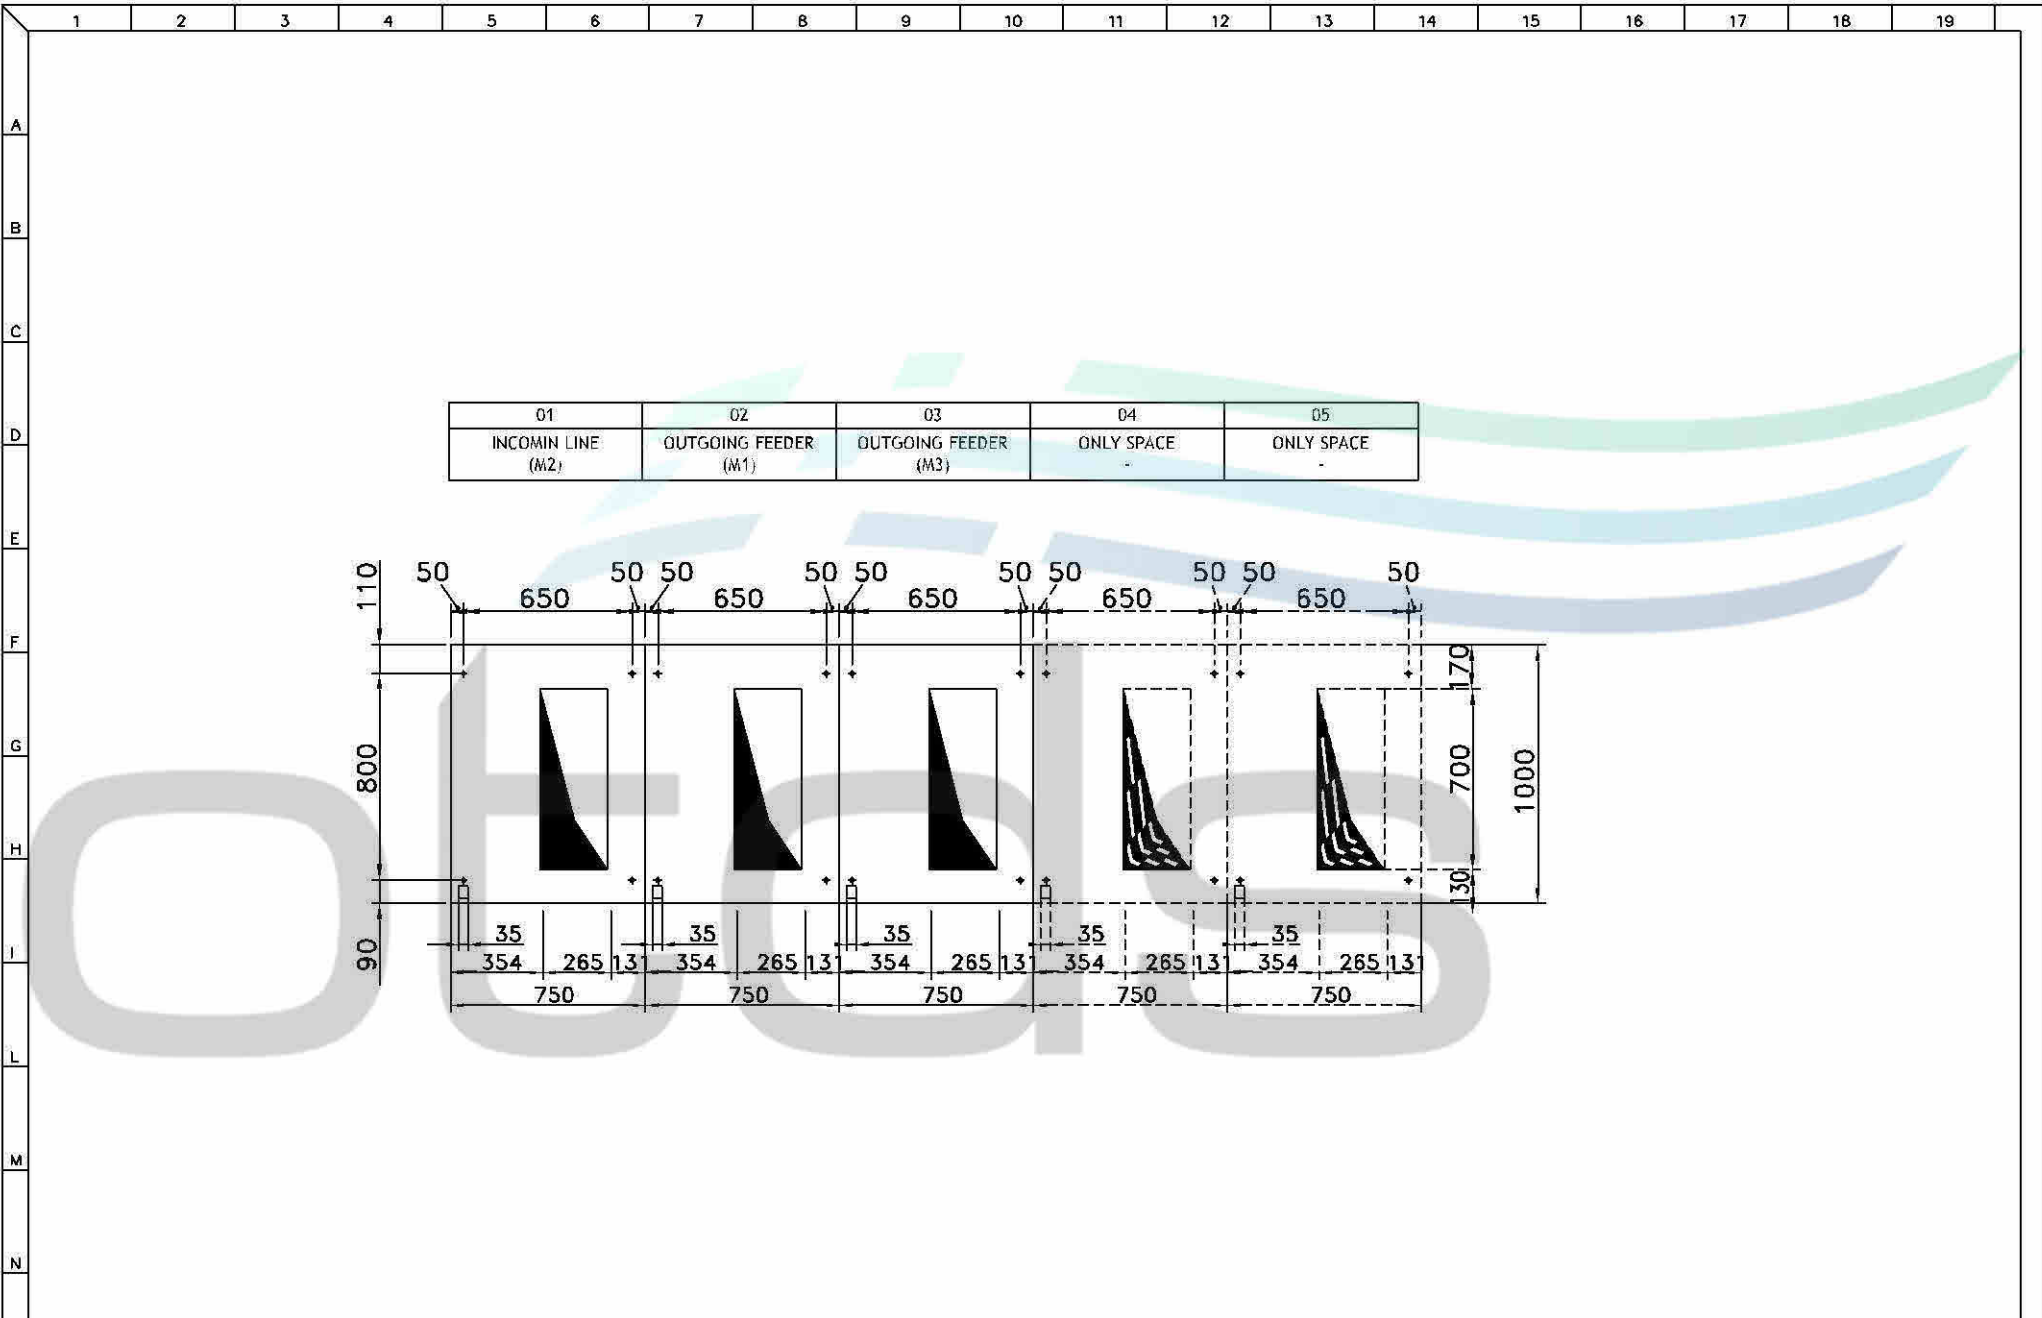 1 2 3 4 5 6 7 8 9 10 11 12 13 14 15 16 17 18 19
A
B
C
D
E
F
G
H
I
L
M
N
01 02 03 04 05
INCOMIN LINE OUTGOING FEEDER OUTGOING FEEDER ONLY SPACE ONLY SPACE
(M2) (M1) (M3) - -
110
50 50 50 50 50 50 50 50 50 50
650 650 650 650 650
170
800
700
1000
130
90
35 35 35 35 35
354 265 131 354 265 131 354 265 131 354 265 131 354 265 131
750 750 750 750 750
otds